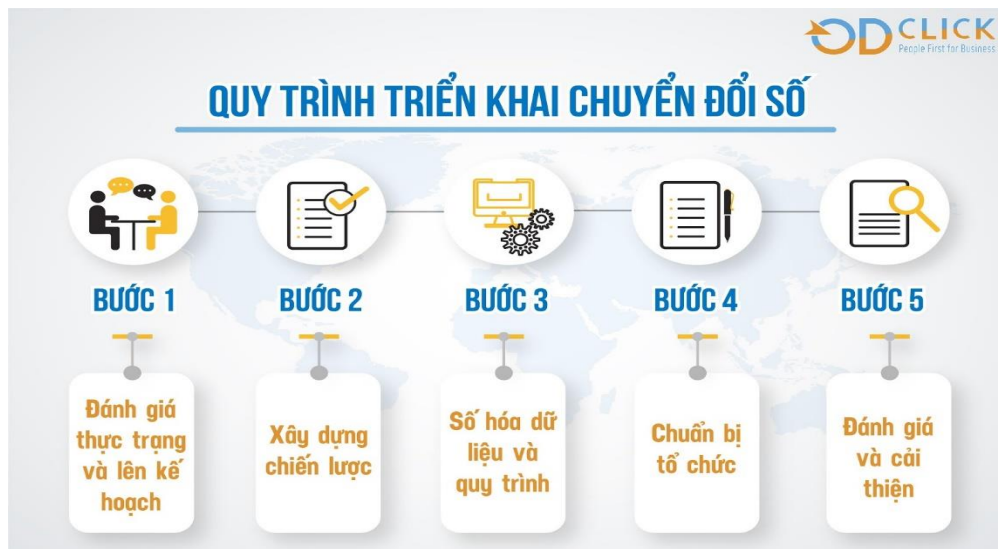 OD CLICK
People First for Business
QUY TRÌNH TRIỂN KHAI CHUYỂN ĐỔI SỐ
BƯỚC 1
Đánh giá
thực trạng
và lên kế
hoạch
BƯỚC 2
Xây dựng
chiến lược
BƯỚC 3
Số hóa dữ
liệu và
quy trình
BƯỚC 4
Chuẩn bị
tổ chức
BƯỚC 5
Đánh giá
và cải
thiện